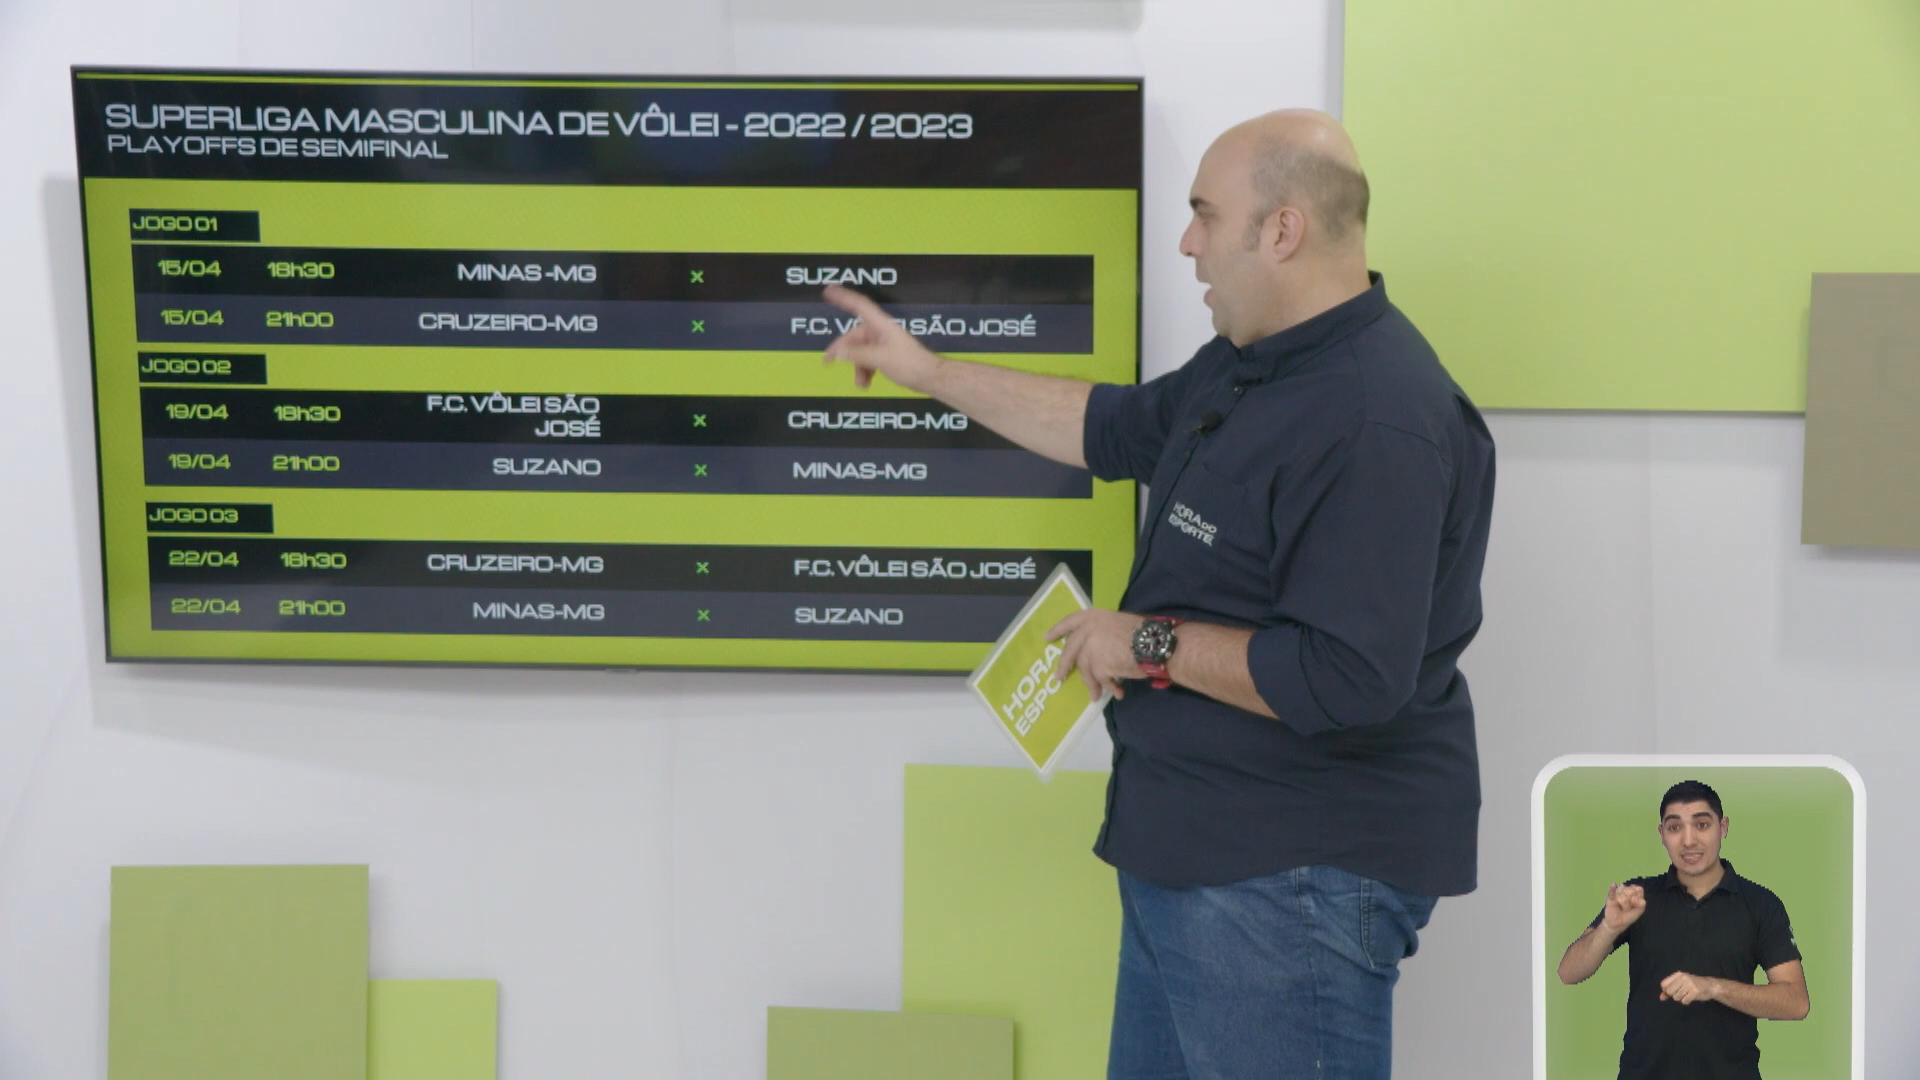 SUPERLIGA MASCULINA DE VÔLEI - 2022 / 2023
PLAYOFFS DE SEMIFINAL
JOGO 01
15/04 18h30 MINAS -MG x SUZANO
15/04 21h00 CRUZEIRO-MG x F.C. VÔLEI SÃO JOSÉ
JOGO 02
19/04 18h30 F.C. VÔLEI SÃO JOSÉ x CRUZEIRO-MG
19/04 21h00 SUZANO x MINAS-MG
JOGO 03
22/04 18h30 CRUZEIRO-MG x F.C. VÔLEI SÃO JOSÉ
22/04 21h00 MINAS-MG x SUZANO
HORA DO
ESPORTE
HORA
ESPO